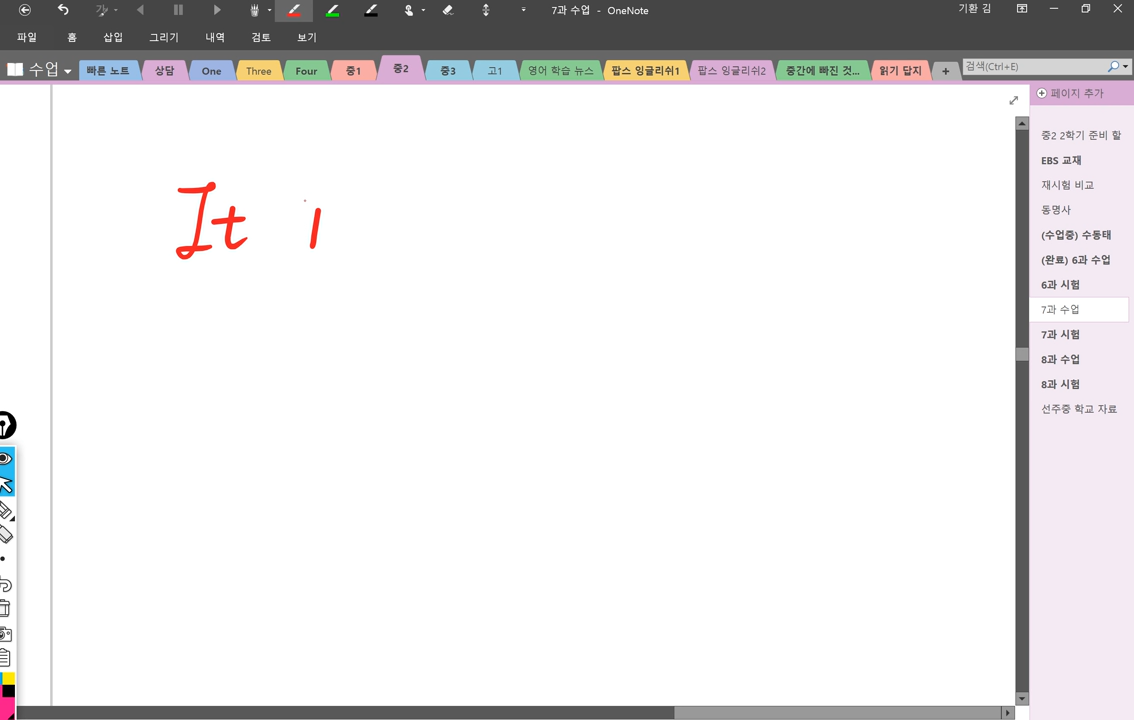 7과 수업 - OneNote
기환 김
파일 홈 삽입 그리기 내역 검토 보기
수업 빠른 노트 상담 One Three Four 중1 중2 중3 고1 영어 학습 뉴스 팝스 잉글리쉬1 팝스 잉글리쉬2 중간에 빠진 것... 읽기 답지 + 검색(Ctrl+E)
페이지 추가
중2 2학기 준비 할
EBS 교재
재시험 비교
동명사
(수업중) 수동태
(완료) 6과 수업
6과 시험
7과 수업
7과 시험
8과 수업
8과 시험
선주중 학교 자료
It i